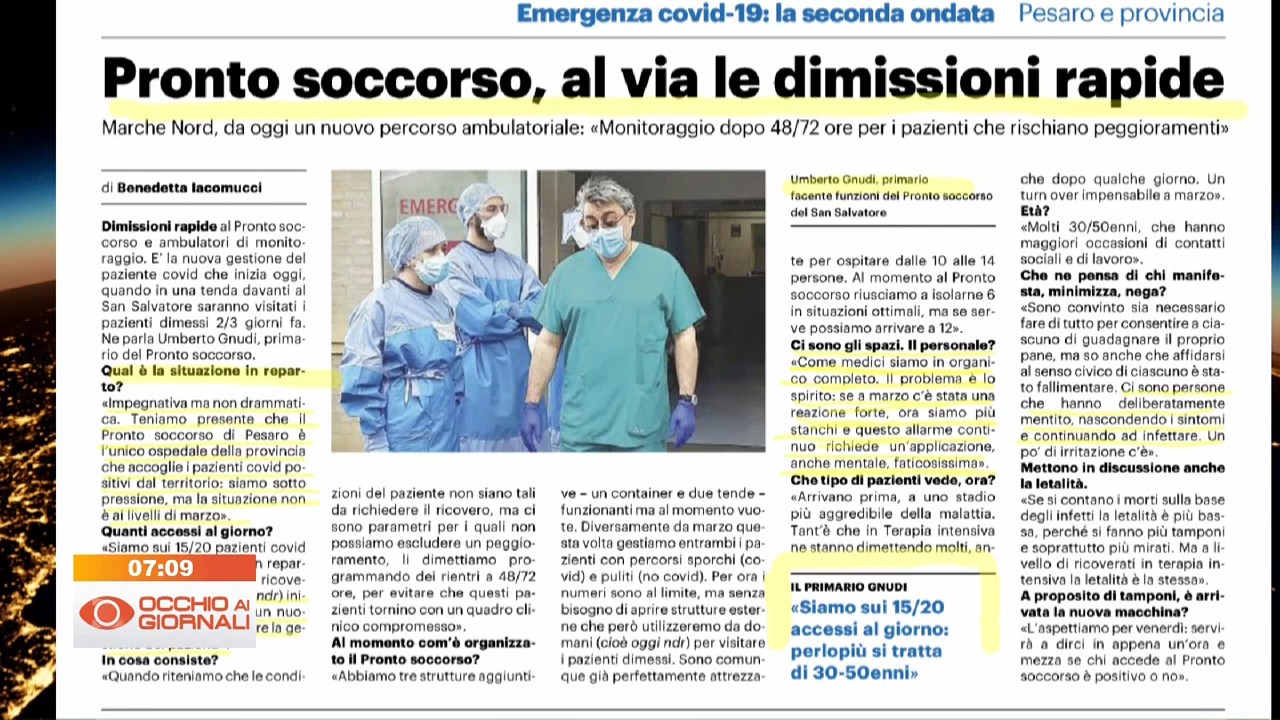 Emergenza covid-19: la seconda ondata Pesaro e provincia
Pronto soccorso, al via le dimissioni rapide
Marche Nord, da oggi un nuovo percorso ambulatoriale: «Monitoraggio dopo 48/72 ore per i pazienti che rischiano peggioramenti»
di Benedetta Iacomucci
Dimissioni rapide al Pronto soc-
corso e ambulatori di monito-
raggio. E' la nuova gestione del
paziente covid che inizia oggi,
quando in una tenda davanti al
San Salvatore saranno visitati i
pazienti dimessi 2/3 giorni fa.
Ne parla Umberto Gnudi, prima-
rio del Pronto soccorso.
Qual è la situazione in repar-
to?
«Impegnativa ma non drammati-
ca. Teniamo presente che il
Pronto soccorso di Pesaro è
l'unico ospedale della provincia
che accoglie i pazienti covid po-
sitivi dal territorio: siamo sotto
pressione, ma la situazione non
è ai livelli di marzo».
Quanti accessi al giorno?
«Siamo sui 15/20 pazienti covid
n repar-
ricove-
ndr) ini-
un nuo-
re la ge-
In cosa consiste?
«Quando riteniamo che le condi-
EMERG
zioni del paziente non siano tali
da richiedere il ricovero, ma ci
sono parametri per i quali non
possiamo escludere un peggio-
ramento, li dimettiamo pro-
grammando dei rientri a 48/72
ore, per evitare che questi pa-
zienti tornino con un quadro cli-
nico compromesso».
Al momento com'è organizza-
to il Pronto soccorso?
«Abbiamo tre strutture aggiunti-
ve – un container e due tende –
funzionanti ma al momento vuo-
te. Diversamente da marzo que-
sta volta gestiamo entrambi i pa-
zienti con percorsi sporchi (co-
vid) e puliti (no covid). Per ora i
numeri sono al limite, ma senza
bisogno di aprire strutture ester-
ne che però utilizzeremo da do-
mani (cioè oggi ndr) per visitare
i pazienti dimessi. Sono comun-
que già perfettamente attrezza-
Umberto Gnudi, primario
facente funzioni del Pronto soccorso
del San Salvatore
te per ospitare dalle 10 alle 14
persone. Al momento al Pronto
soccorso riusciamo a isolarne 6
in situazioni ottimali, ma se ser-
ve possiamo arrivare a 12».
Ci sono gli spazi. Il personale?
«Come medici siamo in organi-
co completo. Il problema è lo
spirito: se a marzo c'è stata una
reazione forte, ora siamo più
stanchi e questo allarme conti-
nuo richiede un'applicazione,
anche mentale, faticosissima».
Che tipo di pazienti vede, ora?
«Arrivano prima, a uno stadio
più aggredibile della malattia.
Tant'è che in Terapia intensiva
ne stanno dimettendo molti, an-
IL PRIMARIO GNUDI
«Siamo sui 15/20
accessi al giorno:
perlopiù si tratta
di 30-50enni»
che dopo qualche giorno. Un
turn over impensabile a marzo».
Età?
«Molti 30/50enni, che hanno
maggiori occasioni di contatti
sociali e di lavoro».
Che ne pensa di chi manife-
sta, minimizza, nega?
«Sono convinto sia necessario
fare di tutto per consentire a cia-
scuno di guadagnare il proprio
pane, ma so anche che affidarsi
al senso civico di ciascuno è sta-
to fallimentare. Ci sono persone
che hanno deliberatamente
mentito, nascondendo i sintomi
e continuando ad infettare. Un
po' di irritazione c'è».
Mettono in discussione anche
la letalità.
«Se si contano i morti sulla base
degli infetti la letalità è più bas-
sa, perché si fanno più tamponi
e soprattutto più mirati. Ma a li-
vello di ricoverati in terapia in-
tensiva la letalità è la stessa».
A proposito di tamponi, è arri-
vata la nuova macchina?
«L'aspettiamo per venerdì: servi-
rà a dirci in appena un'ora e
mezza se chi accede al Pronto
soccorso è positivo o no».
07:09
OCCHIO AI
GIORNALI